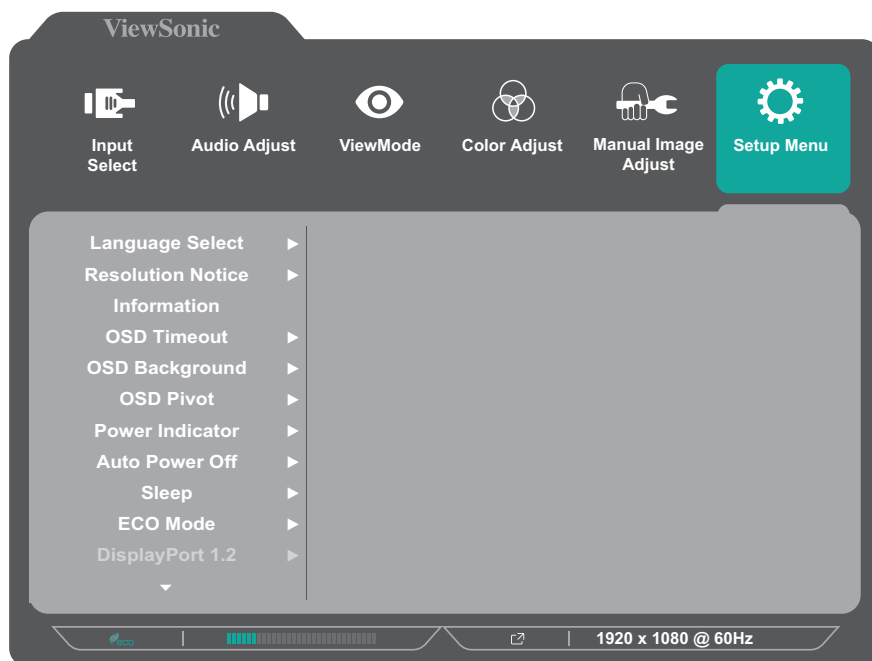 ViewSonic
Input
Select
Audio Adjust
ViewMode
Color Adjust
Manual Image
Adjust
Setup Menu
Language Select
Resolution Notice
Information
OSD Timeout
OSD Background
OSD Pivot
Power Indicator
Auto Power Off
Sleep
ECO Mode
DisplayPort 1.2
eco
1920 x 1080 @ 60Hz